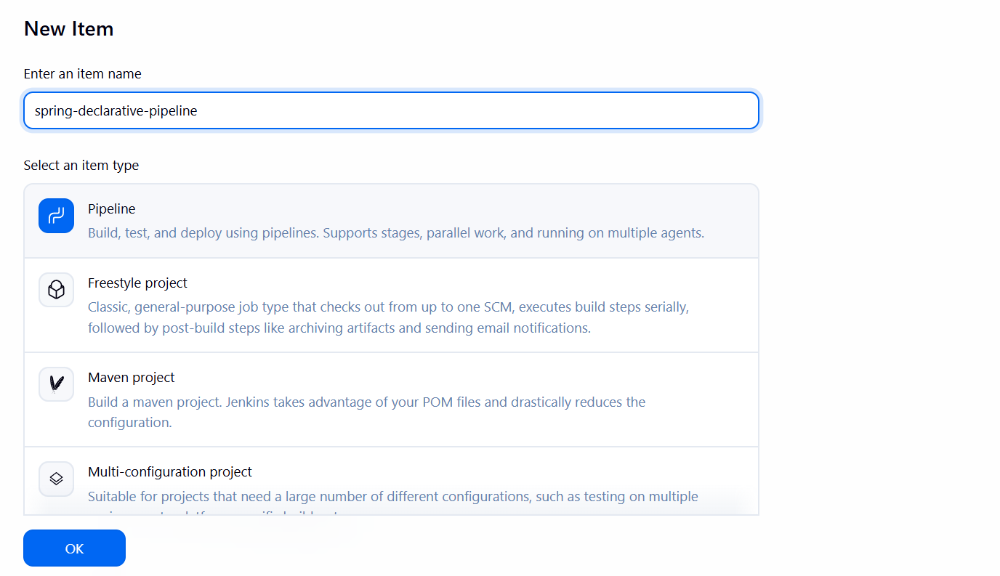 New Item
Enter an item name
spring-declarative-pipeline
Select an item type
Pipeline
Build, test, and deploy using pipelines. Supports stages, parallel work, and running on multiple agents.
Freestyle project
Classic, general-purpose job type that checks out from up to one SCM, executes build steps serially,
followed by post-build steps like archiving artifacts and sending email notifications.
Maven project
Build a maven project. Jenkins takes advantage of your POM files and drastically reduces the
configuration.
Multi-configuration project
Suitable for projects that need a large number of different configurations, such as testing on multiple
OK